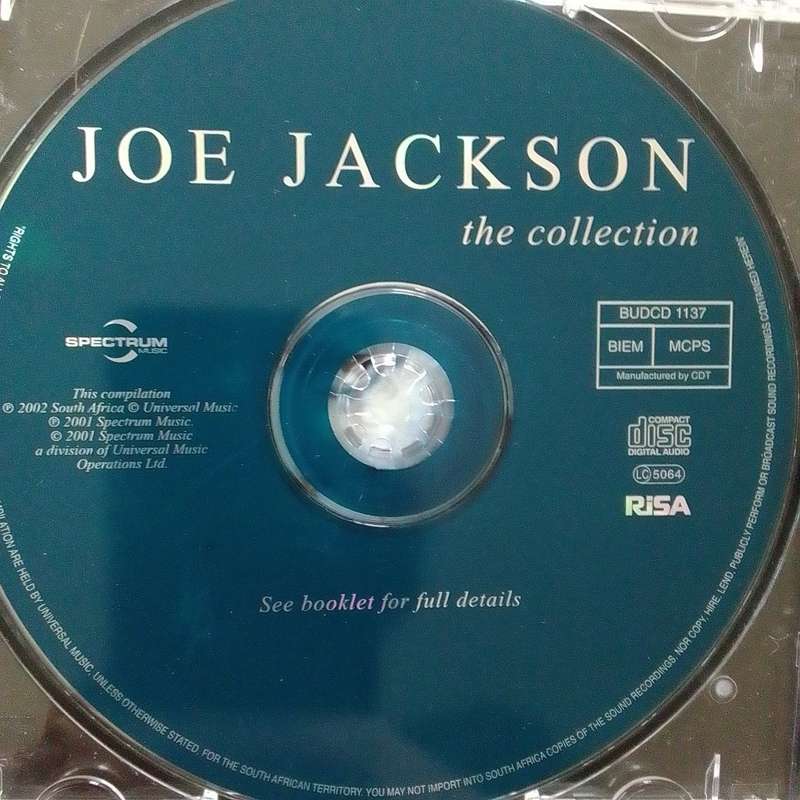 JOE JACKSON
the collection
SPECTRUM
MUSIC
This compilation
℗ 2002 South Africa © Universal Music
℗ 2001 Spectrum Music.
© 2001 Spectrum Music
a division of Universal Music
Operations Ltd.
BUDCD 1137
BIEM MCPS
Manufactured by CDT
COMPACT
disc
DIGITAL AUDIO
LC 5064
RiSA
See booklet for full details
RIGHTS TO
ARE HELD BY UNIVERSAL MUSIC, UNLESS OTHERWISE STATED, FOR THE SOUTH AFRICAN TERRITORY. YOU MAY NOT IMPORT INTO SOUTH AFRICA COPIES OF THE SOUND RECORDINGS, NOR COPY, HIRE, LEND, PUBLICLY PERFORM OR BROADCAST SOUND RECORDINGS CONTAINED HEREIN.